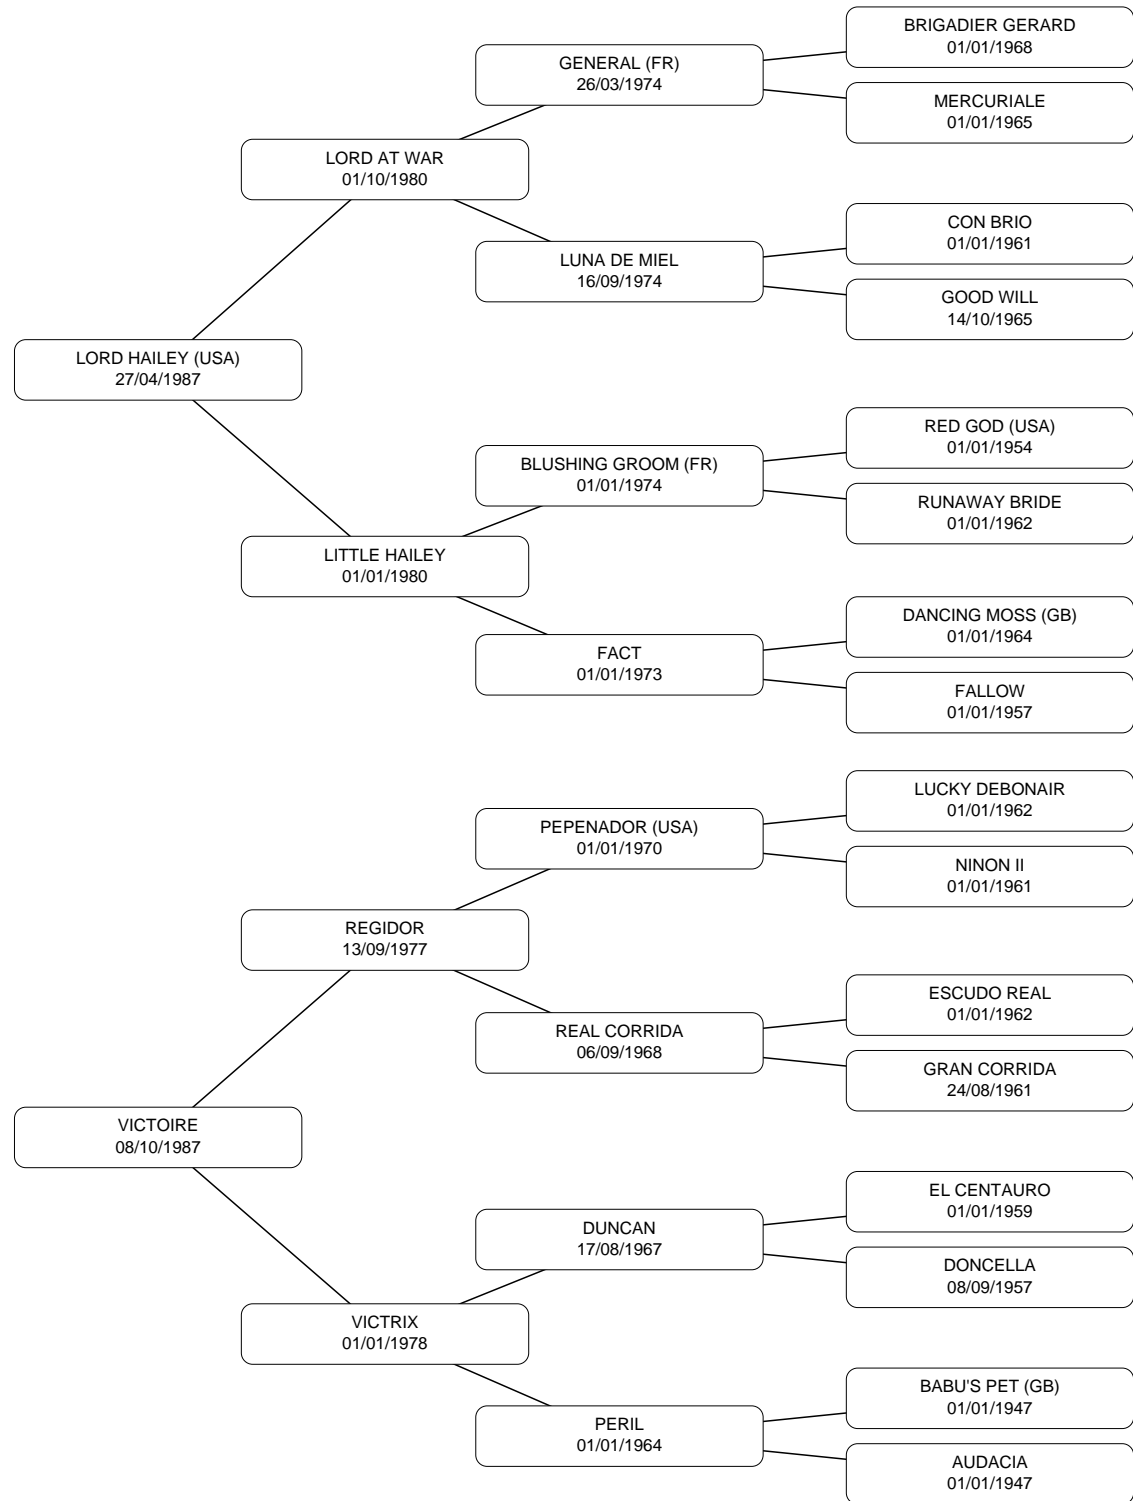 BRIGADIER GERARD
01/01/1968
GENERAL (FR)
26/03/1974
MERCURIALE
01/01/1965
LORD AT WAR
01/10/1980
CON BRIO
01/01/1961
LUNA DE MIEL
16/09/1974
GOOD WILL
14/10/1965
LORD HAILEY (USA)
27/04/1987
RED GOD (USA)
01/01/1954
BLUSHING GROOM (FR)
01/01/1974
RUNAWAY BRIDE
01/01/1962
LITTLE HAILEY
01/01/1980
DANCING MOSS (GB)
01/01/1964
FACT
01/01/1973
FALLOW
01/01/1957
LUCKY DEBONAIR
01/01/1962
PEPENADOR (USA)
01/01/1970
NINON II
01/01/1961
REGIDOR
13/09/1977
ESCUDO REAL
01/01/1962
REAL CORRIDA
06/09/1968
GRAN CORRIDA
24/08/1961
VICTOIRE
08/10/1987
EL CENTAURO
01/01/1959
DUNCAN
17/08/1967
DONCELLA
08/09/1957
VICTRIX
01/01/1978
BABU'S PET (GB)
01/01/1947
PERIL
01/01/1964
AUDACIA
01/01/1947